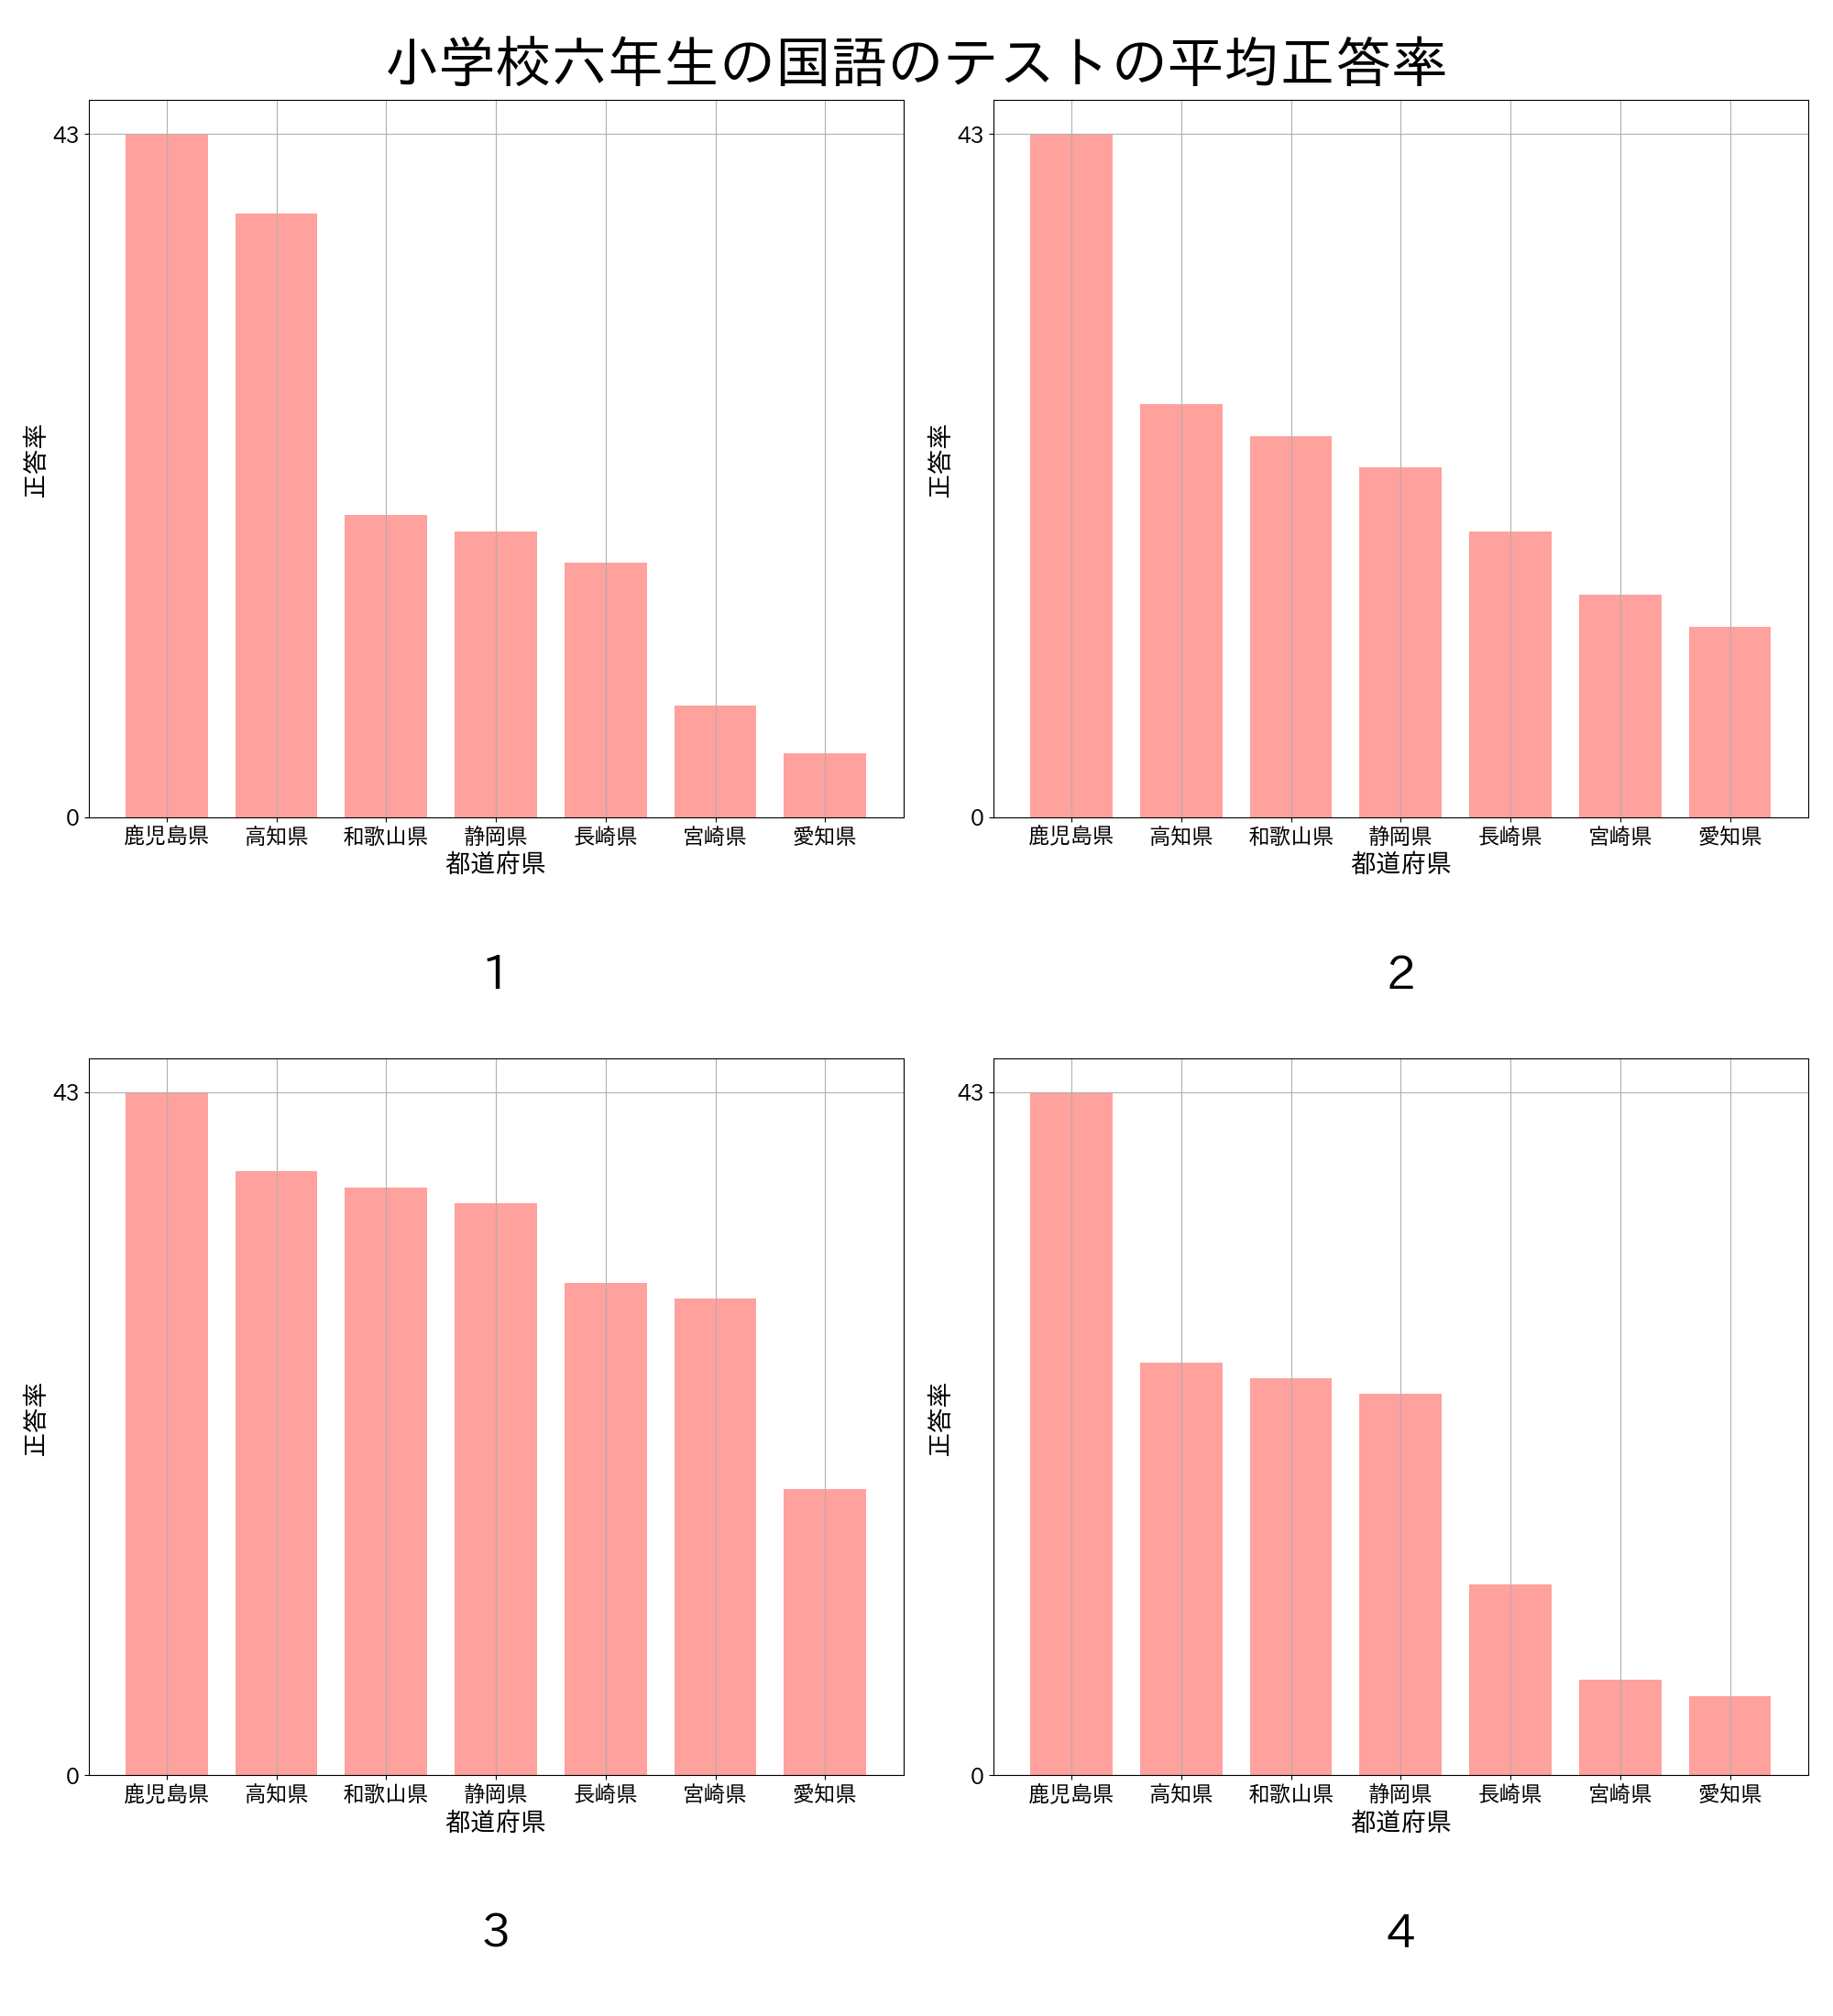 小学校六年生の国語のテストの平均正答率
43
正答率
0
鹿児島県 高知県 和歌山県 静岡県 長崎県 宮崎県 愛知県
都道府県
1
43
正答率
0
鹿児島県 高知県 和歌山県 静岡県 長崎県 宮崎県 愛知県
都道府県
2
43
正答率
0
鹿児島県 高知県 和歌山県 静岡県 長崎県 宮崎県 愛知県
都道府県
3
43
正答率
0
鹿児島県 高知県 和歌山県 静岡県 長崎県 宮崎県 愛知県
都道府県
4